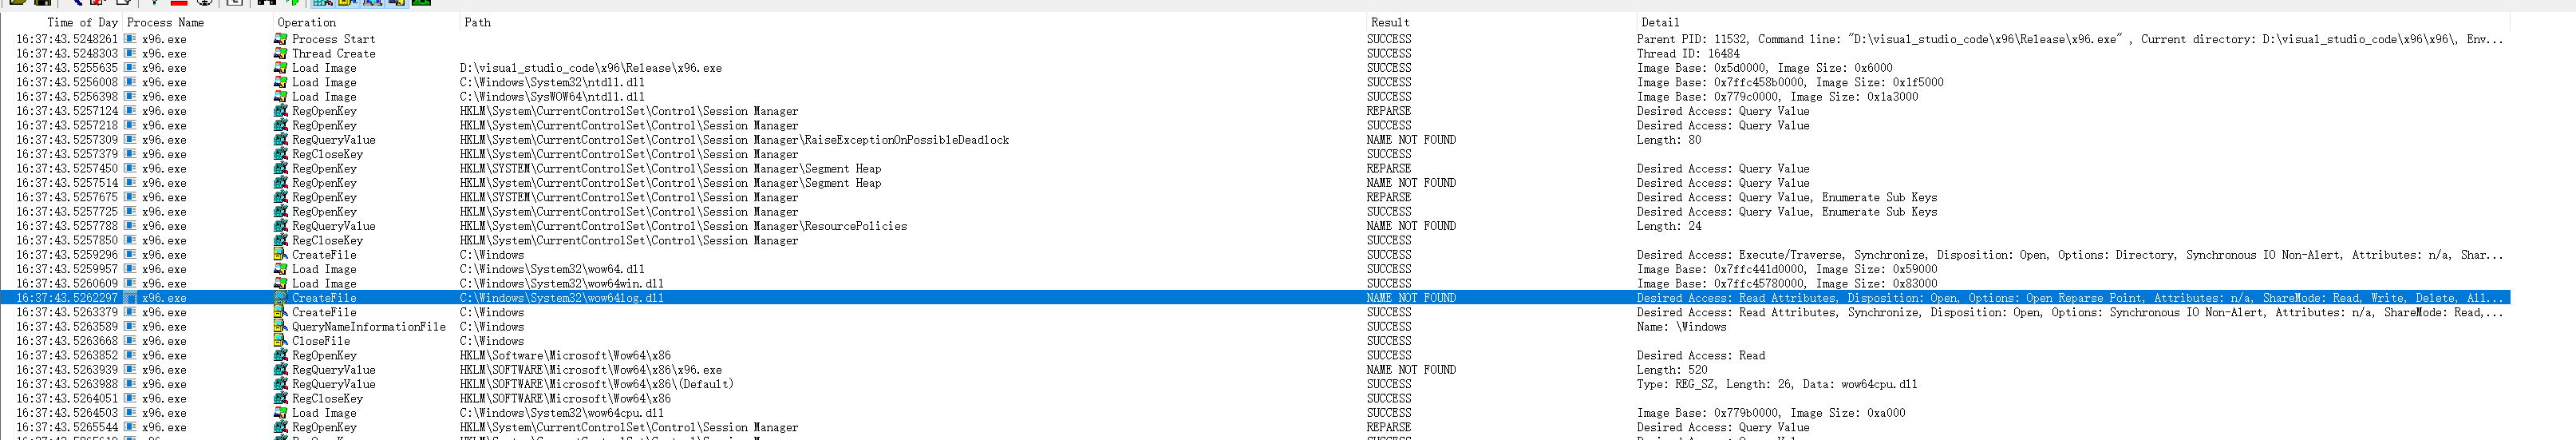 Time of Day Process Name Operation Path Result Detail
16:37:43.5248261 x96.exe Process Start SUCCESS Parent PID: 11532, Command line: "D:\visual_studio_code\x96\Release\x96.exe" , Current directory: D:\visual_studio_code\x96\x96\, Env...
16:37:43.5248303 x96.exe Thread Create SUCCESS Thread ID: 16484
16:37:43.5255635 x96.exe Load Image D:\visual_studio_code\x96\Release\x96.exe SUCCESS Image Base: 0x5d0000, Image Size: 0x6000
16:37:43.5256008 x96.exe Load Image C:\Windows\System32\ntdll.dll SUCCESS Image Base: 0x7ffc458b0000, Image Size: 0x1f5000
16:37:43.5256398 x96.exe Load Image C:\Windows\SysWOW64\ntdll.dll SUCCESS Image Base: 0x779c0000, Image Size: 0x1a3000
16:37:43.5257124 x96.exe RegOpenKey HKLM\System\CurrentControlSet\Control\Session Manager REPARSE Desired Access: Query Value
16:37:43.5257218 x96.exe RegOpenKey HKLM\System\CurrentControlSet\Control\Session Manager SUCCESS Desired Access: Query Value
16:37:43.5257309 x96.exe RegQueryValue HKLM\System\CurrentControlSet\Control\Session Manager\RaiseExceptionOnPossibleDeadlock NAME NOT FOUND Length: 80
16:37:43.5257379 x96.exe RegCloseKey HKLM\System\CurrentControlSet\Control\Session Manager SUCCESS
16:37:43.5257450 x96.exe RegOpenKey HKLM\SYSTEM\CurrentControlSet\Control\Session Manager\Segment Heap REPARSE Desired Access: Query Value
16:37:43.5257514 x96.exe RegOpenKey HKLM\System\CurrentControlSet\Control\Session Manager\Segment Heap NAME NOT FOUND Desired Access: Query Value
16:37:43.5257675 x96.exe RegOpenKey HKLM\SYSTEM\CurrentControlSet\Control\Session Manager REPARSE Desired Access: Query Value, Enumerate Sub Keys
16:37:43.5257725 x96.exe RegOpenKey HKLM\System\CurrentControlSet\Control\Session Manager SUCCESS Desired Access: Query Value, Enumerate Sub Keys
16:37:43.5257788 x96.exe RegQueryValue HKLM\System\CurrentControlSet\Control\Session Manager\ResourcePolicies NAME NOT FOUND Length: 24
16:37:43.5257850 x96.exe RegCloseKey HKLM\System\CurrentControlSet\Control\Session Manager SUCCESS
16:37:43.5259296 x96.exe CreateFile C:\Windows SUCCESS Desired Access: Execute/Traverse, Synchronize, Disposition: Open, Options: Directory, Synchronous IO Non-Alert, Attributes: n/a, Shar...
16:37:43.5259957 x96.exe Load Image C:\Windows\System32\wow64.dll SUCCESS Image Base: 0x7ffc441d0000, Image Size: 0x59000
16:37:43.5260609 x96.exe Load Image C:\Windows\System32\wow64win.dll SUCCESS Image Base: 0x7ffc45780000, Image Size: 0x83000
16:37:43.5262297 x96.exe CreateFile C:\Windows\System32\wow64log.dll NAME NOT FOUND Desired Access: Read Attributes, Disposition: Open, Options: Open Reparse Point, Attributes: n/a, ShareMode: Read, Write, Delete, All...
16:37:43.5263379 x96.exe CreateFile C:\Windows SUCCESS Desired Access: Read Attributes, Synchronize, Disposition: Open, Options: Synchronous IO Non-Alert, Attributes: n/a, ShareMode: Read,...
16:37:43.5263589 x96.exe QueryNameInformationFile C:\Windows SUCCESS Name: \Windows
16:37:43.5263668 x96.exe CloseFile C:\Windows SUCCESS
16:37:43.5263852 x96.exe RegOpenKey HKLM\Software\Microsoft\Wow64\x86 SUCCESS Desired Access: Read
16:37:43.5263939 x96.exe RegQueryValue HKLM\SOFTWARE\Microsoft\Wow64\x86\x96.exe NAME NOT FOUND Length: 520
16:37:43.5263988 x96.exe RegQueryValue HKLM\SOFTWARE\Microsoft\Wow64\x86\(Default) SUCCESS Type: REG_SZ, Length: 26, Data: wow64cpu.dll
16:37:43.5264051 x96.exe RegCloseKey HKLM\SOFTWARE\Microsoft\Wow64\x86 SUCCESS
16:37:43.5264503 x96.exe Load Image C:\Windows\System32\wow64cpu.dll SUCCESS Image Base: 0x779b0000, Image Size: 0xa000
16:37:43.5265544 x96.exe RegOpenKey HKLM\System\CurrentControlSet\Control\Session Manager REPARSE Desired Access: Query Value